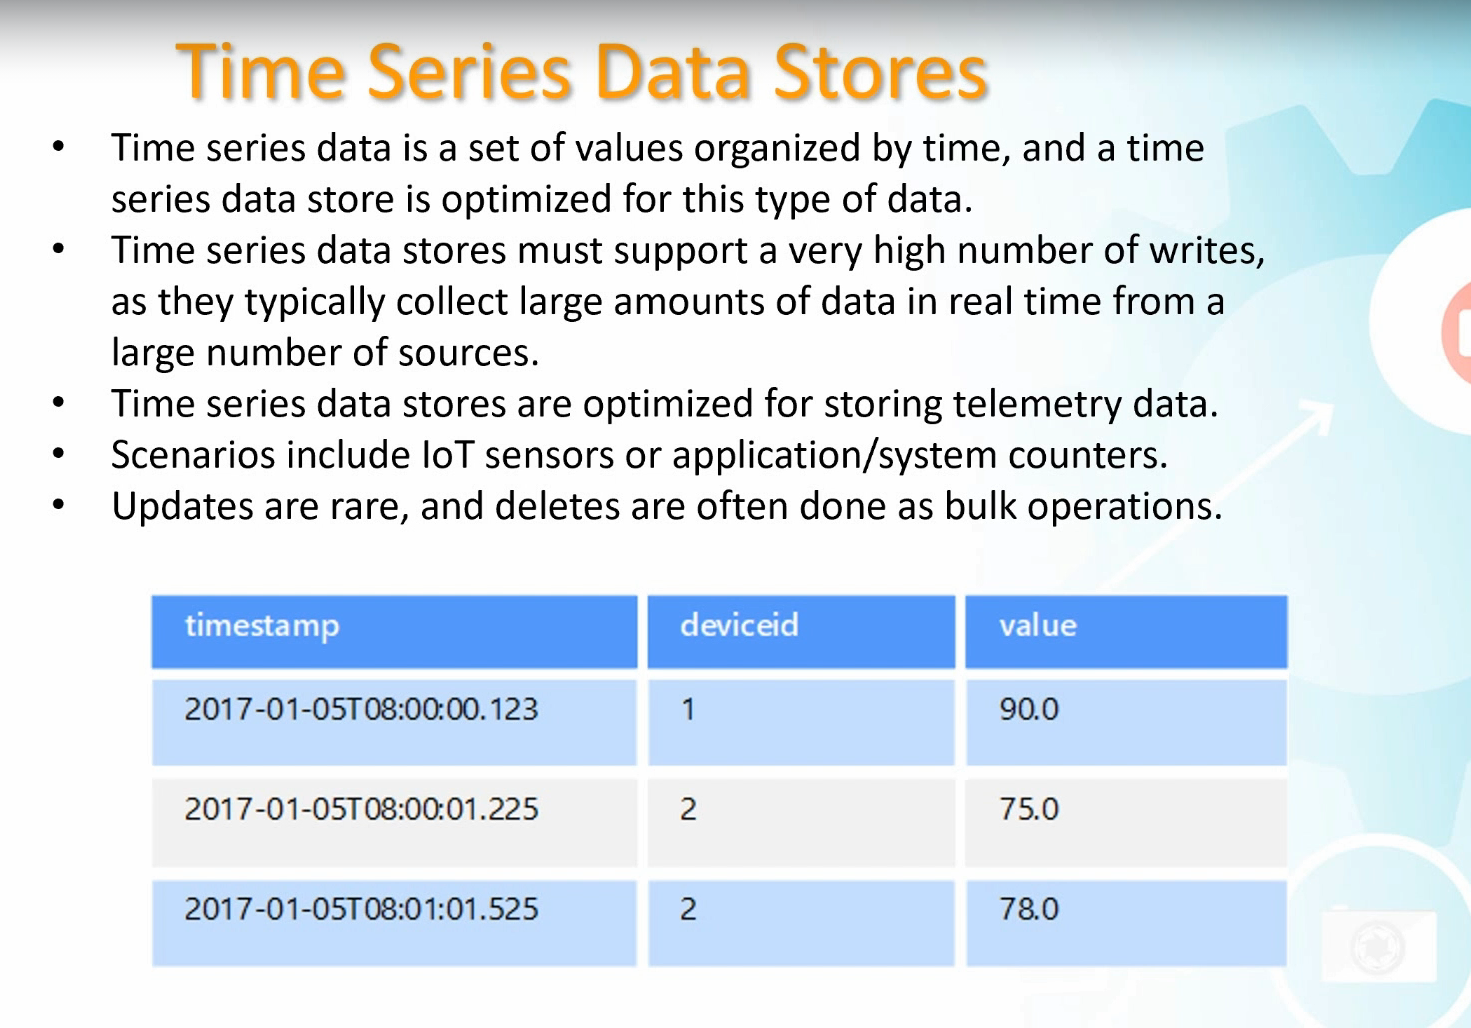 Time Series Data Stores
• Time series data is a set of values organized by time, and a time
series data store is optimized for this type of data.
• Time series data stores must support a very high number of writes,
as they typically collect large amounts of data in real time from a
large number of sources.
• Time series data stores are optimized for storing telemetry data.
• Scenarios include IoT sensors or application/system counters.
• Updates are rare, and deletes are often done as bulk operations.
timestamp deviceid value
2017-01-05T08:00:00.123 1 90.0
2017-01-05T08:00:01.225 2 75.0
2017-01-05T08:01:01.525 2 78.0